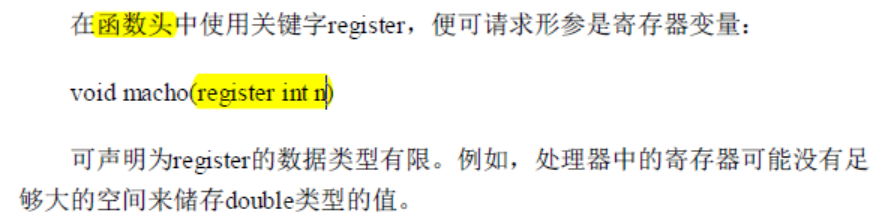 在函数头中使用关键字register，便可请求形参是寄存器变量：
void macho(register int n)
可声明为register的数据类型有限。例如，处理器中的寄存器可能没有足
够大的空间来储存double类型的值。